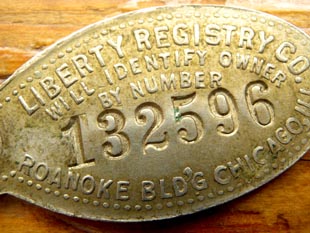 LIBERTY REGISTRY CO.
WILL IDENTIFY OWNER
BY NUMBER
132596
ROANOKE BLD'G CHICAGO, ILL.